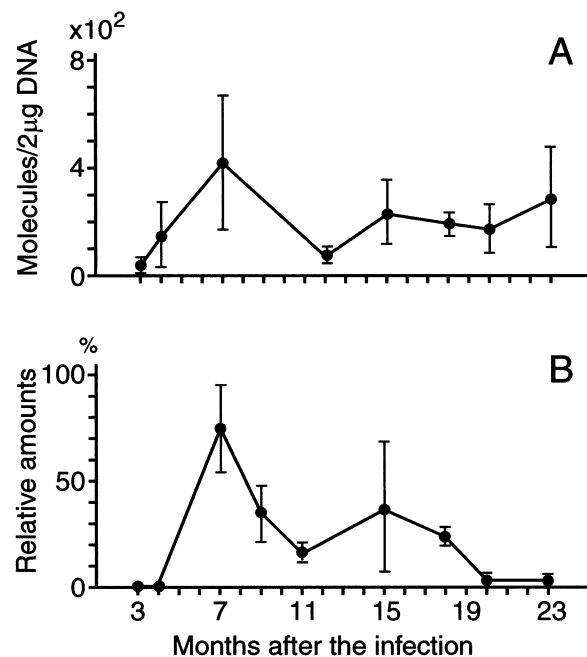 x10²
A
8
4
0
Molecules/2μg DNA
%
B
100
50
0
Relative amounts
3 7 11 15 19 23
Months after the infection